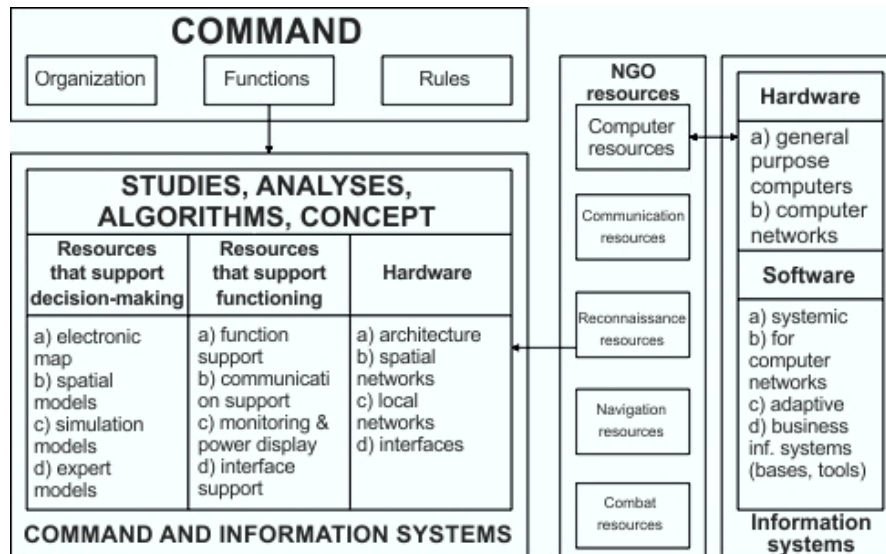 COMMAND
Organization
Functions
Rules
STUDIES, ANALYSES,
ALGORITHMS, CONCEPT
Resources
that support
decision-making
a) electronic
map
b) spatial
models
c) simulation
models
d) expert
models
Resources
that support
functioning
a) function
support
b) communicati
on support
c) monitoring &
power display
d) interface
support
Hardware
a) architecture
b) spatial
networks
c) local
networks
d) interfaces
COMMAND AND INFORMATION SYSTEMS
NGO
resources
Computer
resources
Communication
resources
Reconnaissance
resources
Navigation
resources
Combat
resources
Hardware
a) general
purpose
computers
b) computer
networks
Software
a) systemic
b) for
computer
networks
c) adaptive
d) business
inf. systems
(bases, tools)
Information
systems